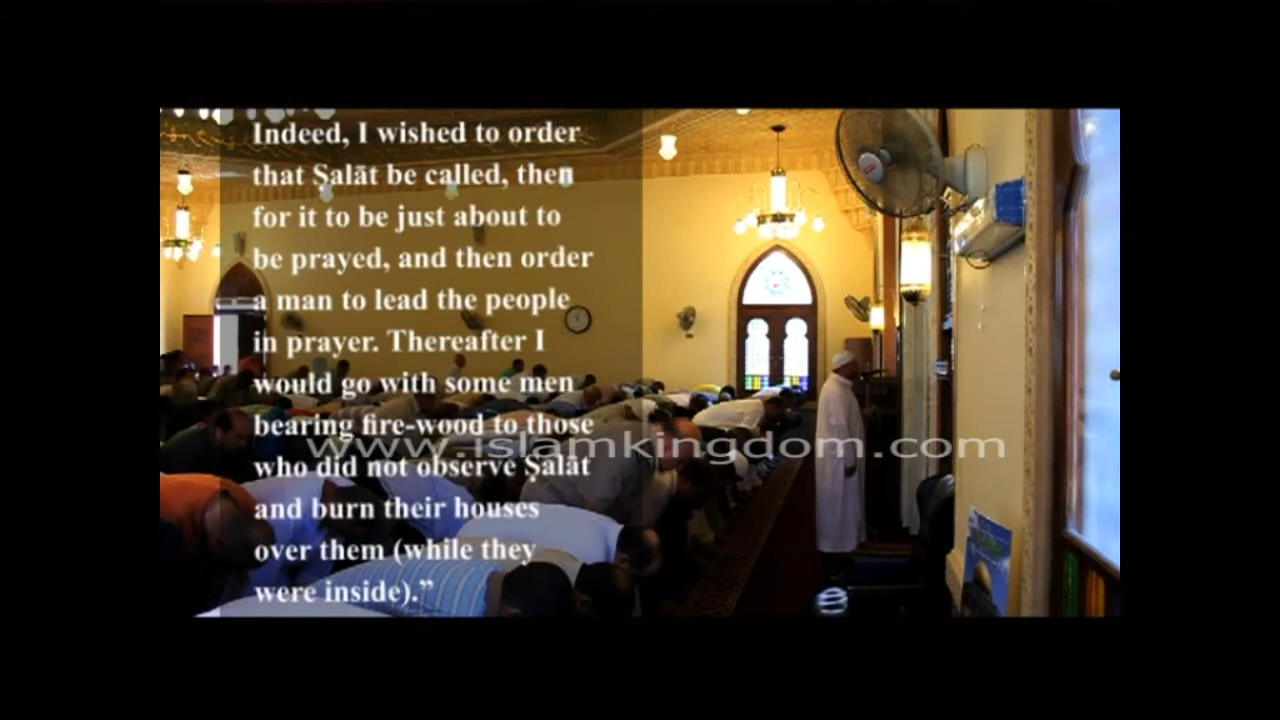 Indeed, I wished to order
that Ṣalāt be called, then
for it to be just about to
be prayed, and then order
a man to lead the people
in prayer. Thereafter I
would go with some men
bearing fire-wood to those
www.islamkingdom.com
who did not observe Ṣalāt
and burn their houses
over them (while they
were inside).”